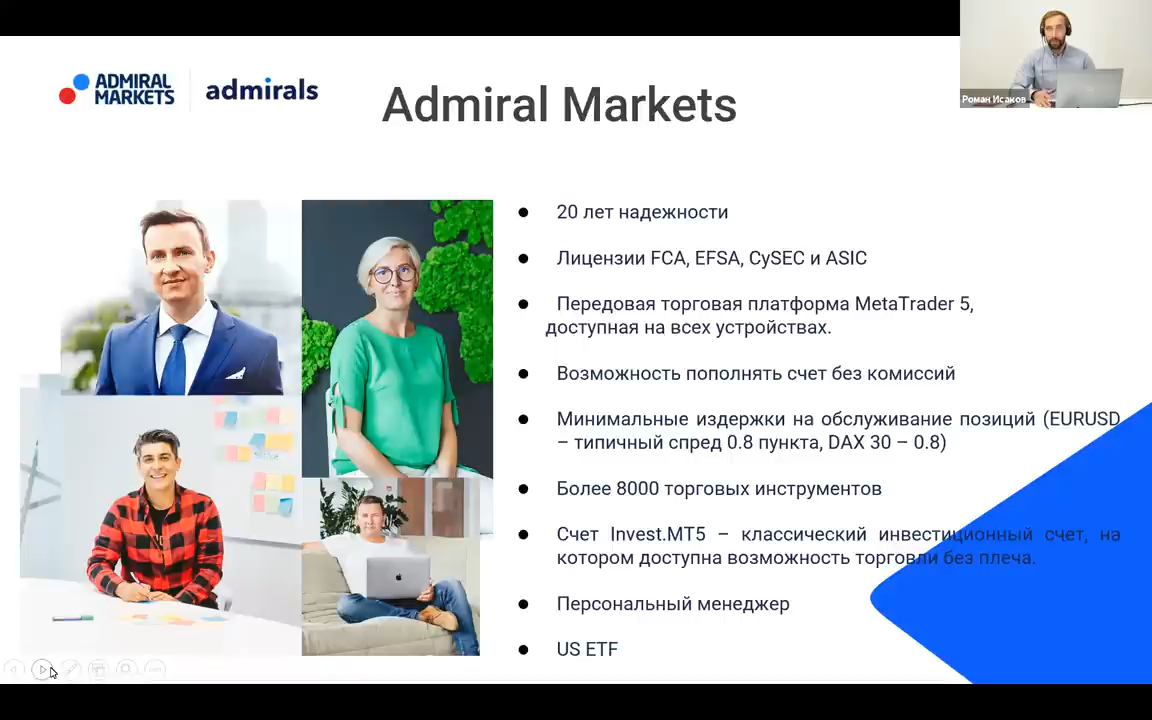 ADMIRAL
MARKETS
admirals
Admiral Markets
Роман Исаков
● 20 лет надежности
● Лицензии FCA, EFSA, CySEC и ASIC
● Передовая торговая платформа MetaTrader 5,
доступная на всех устройствах.
● Возможность пополнять счет без комиссий
● Минимальные издержки на обслуживание позиций (EURUSD
– типичный спред 0.8 пункта, DAX 30 – 0.8)
● Более 8000 торговых инструментов
● Счет Invest.MT5 – классический инвестиционный счет, на
котором доступна возможность торговли без плеча.
● Персональный менеджер
● US ETF